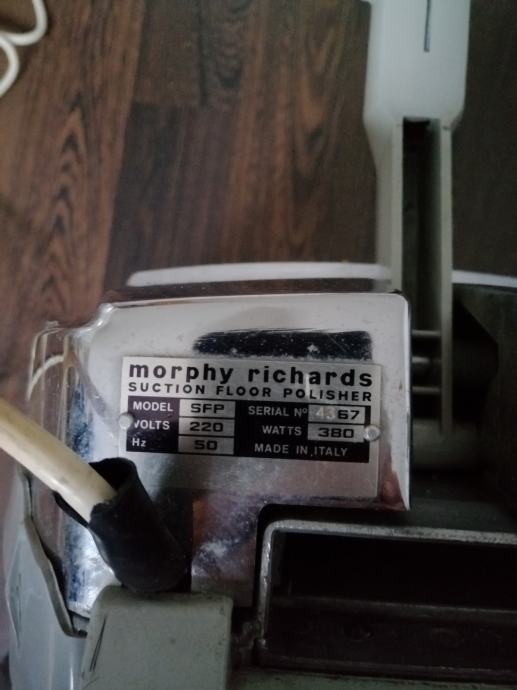 morphy richards
SUCTION FLOOR POLISHER
MODEL SFP SERIAL Nº 4367
VOLTS 220 WATTS 380
Hz 50 MADE IN ITALY